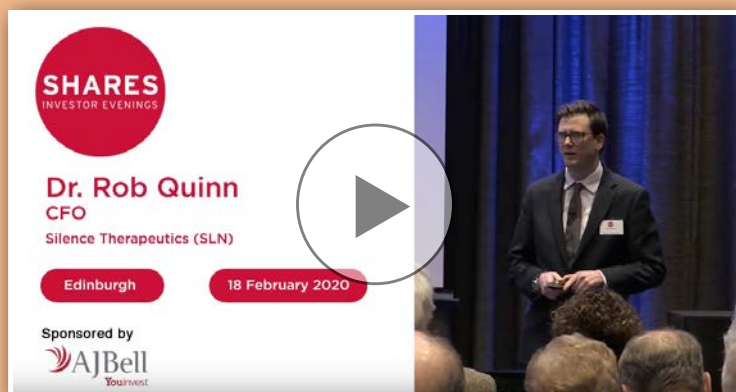 SHARES
INVESTOR EVENINGS
Dr. Rob Quinn
CFO
Silence Therapeutics (SLN)
Edinburgh
18 February 2020
Sponsored by
AJBell
Youinvest